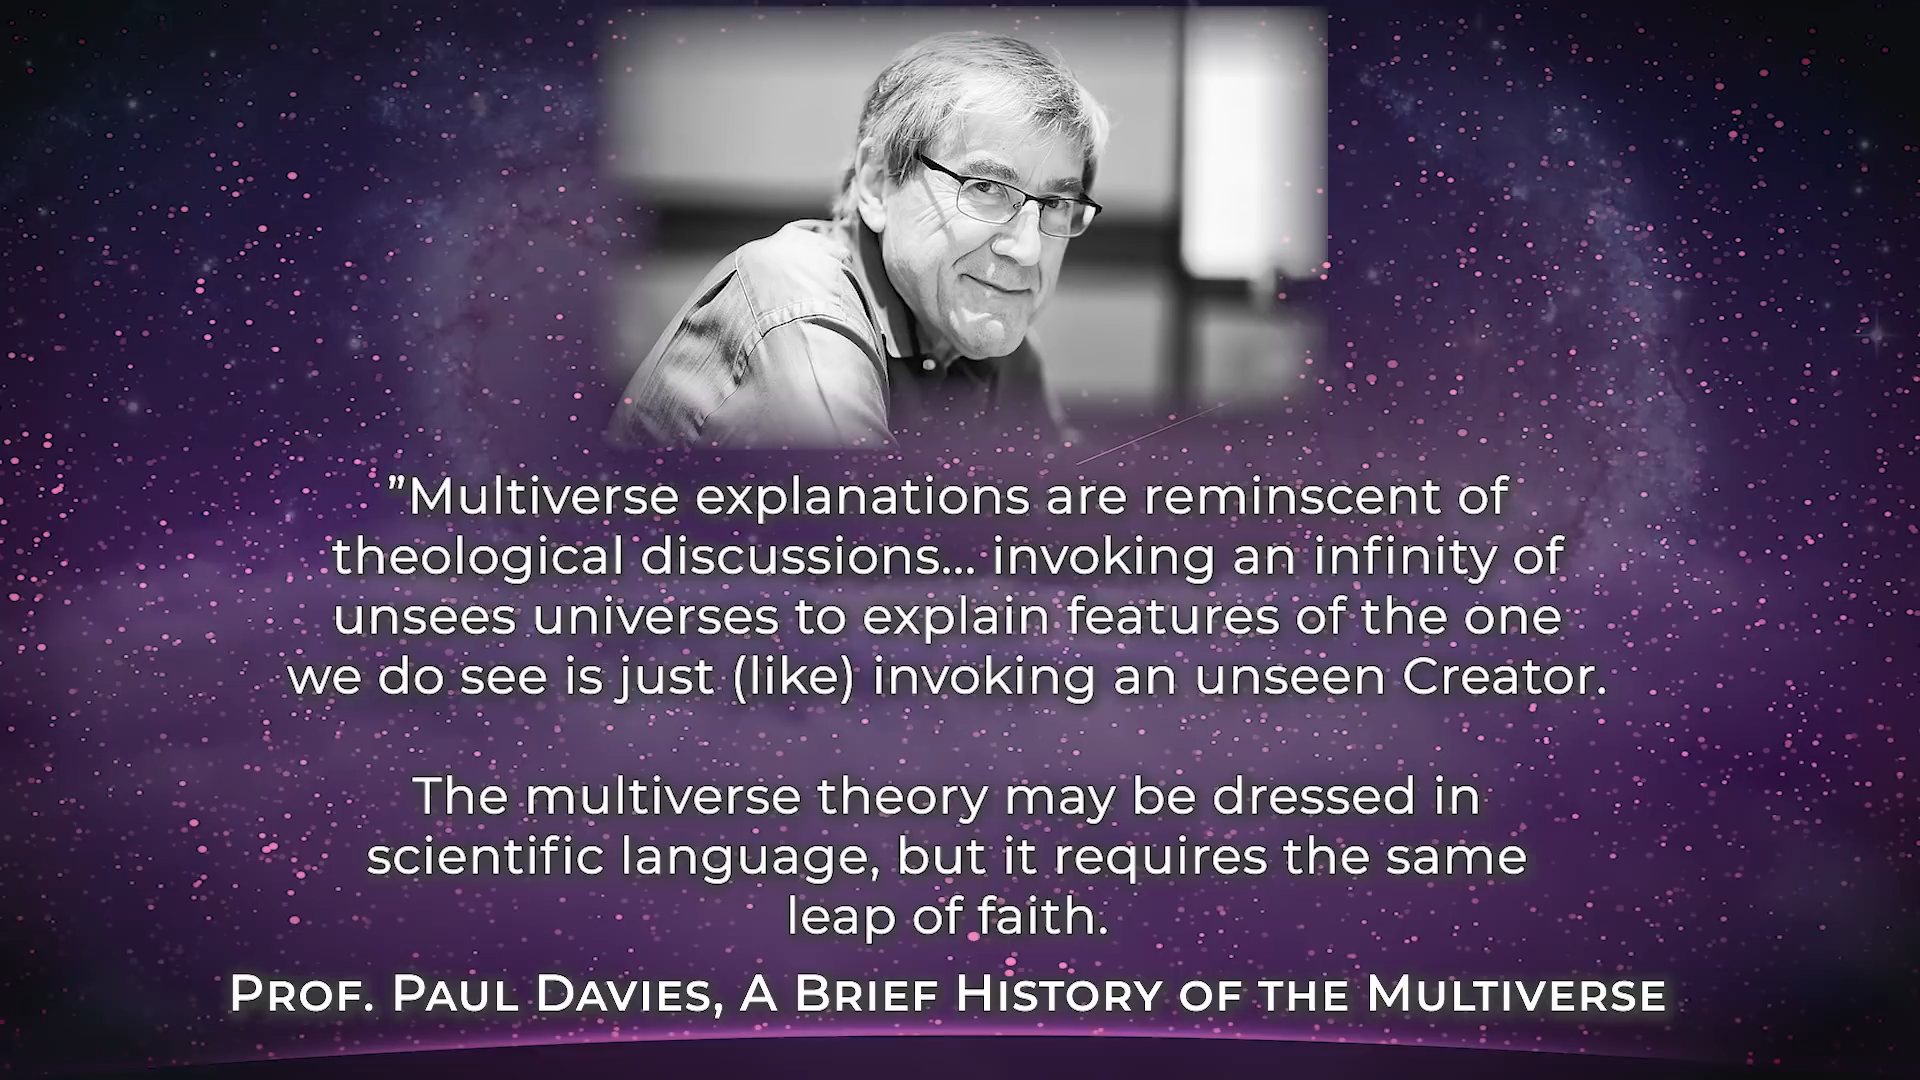 ”Multiverse explanations are reminscent of
theological discussions... invoking an infinity of
unsees universes to explain features of the one
we do see is just (like) invoking an unseen Creator.
The multiverse theory may be dressed in
scientific language, but it requires the same
leap of faith.
Prof. Paul Davies, A Brief History of the Multiverse